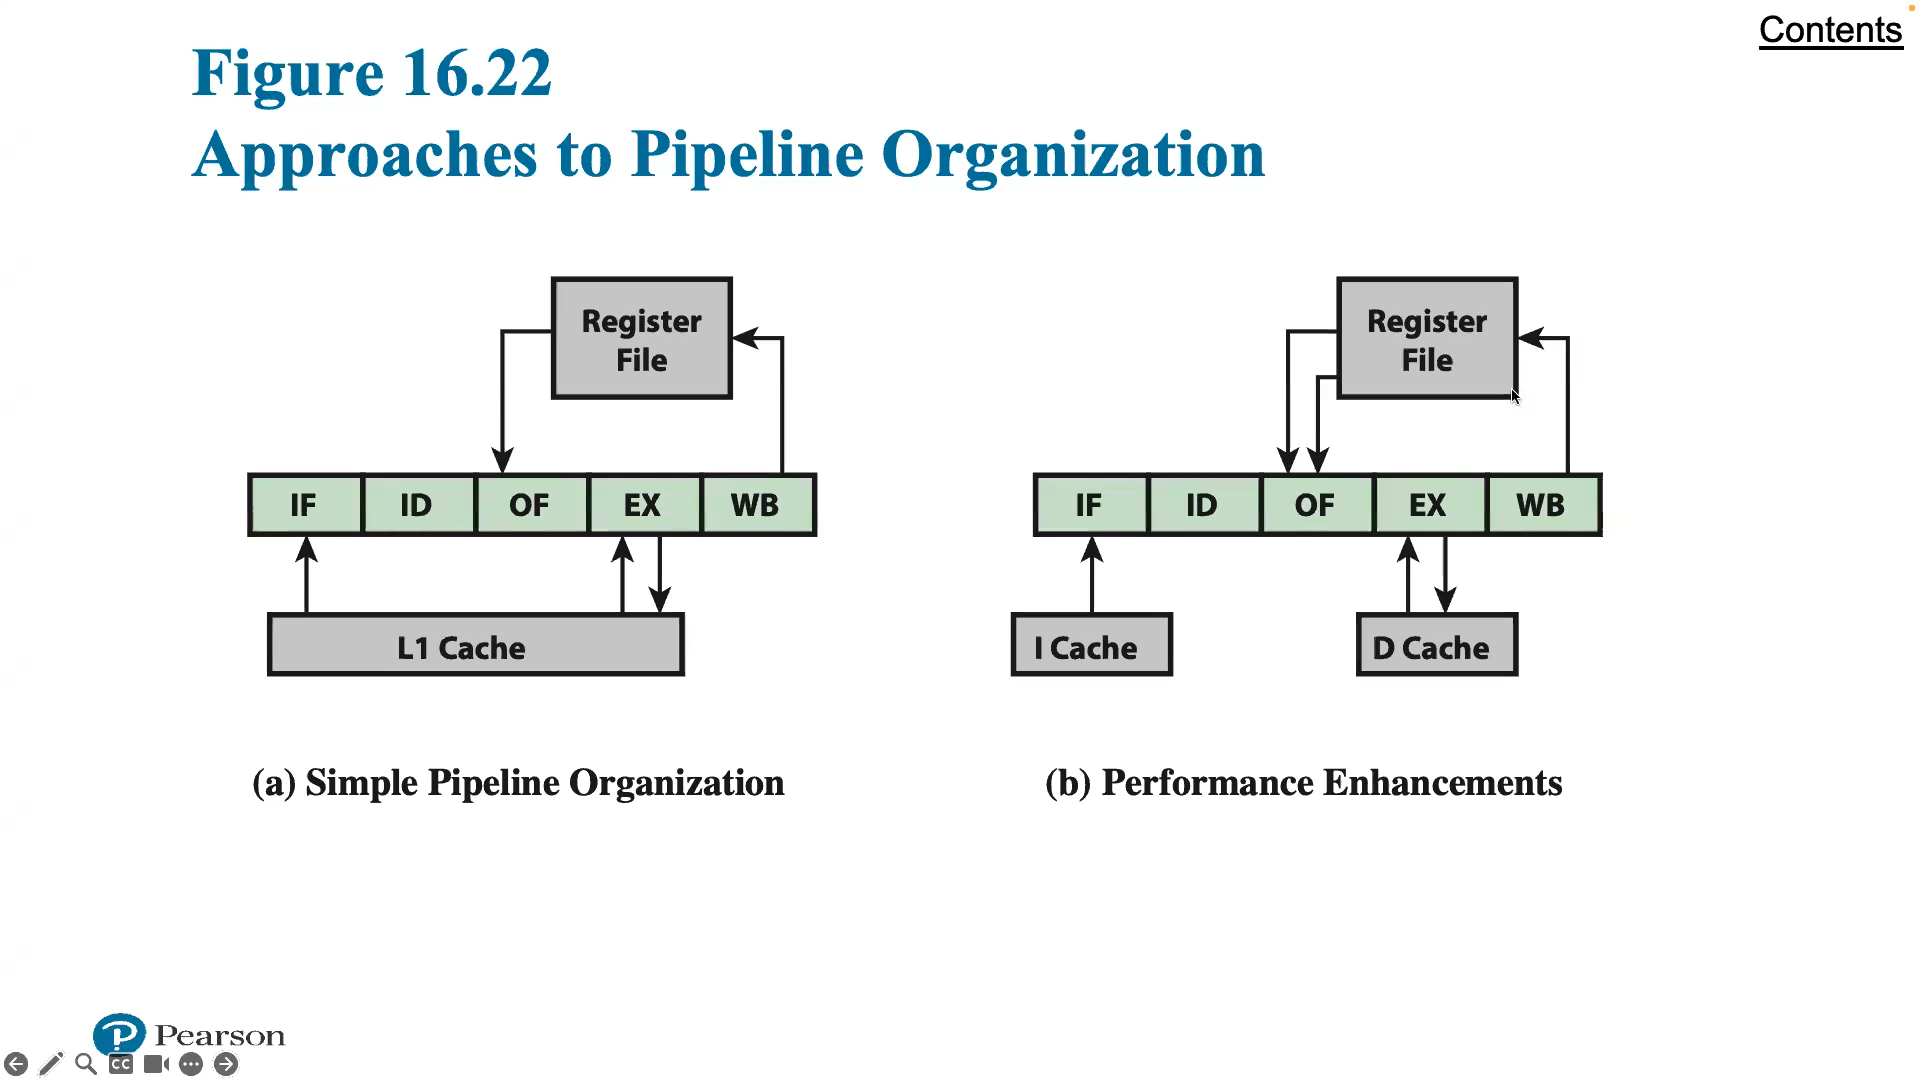 Contents
Figure 16.22
Approaches to Pipeline Organization
Register
File
IF ID OF EX WB
L1 Cache
(a) Simple Pipeline Organization
Register
File
IF ID OF EX WB
I Cache D Cache
(b) Performance Enhancements
P Pearson
CC